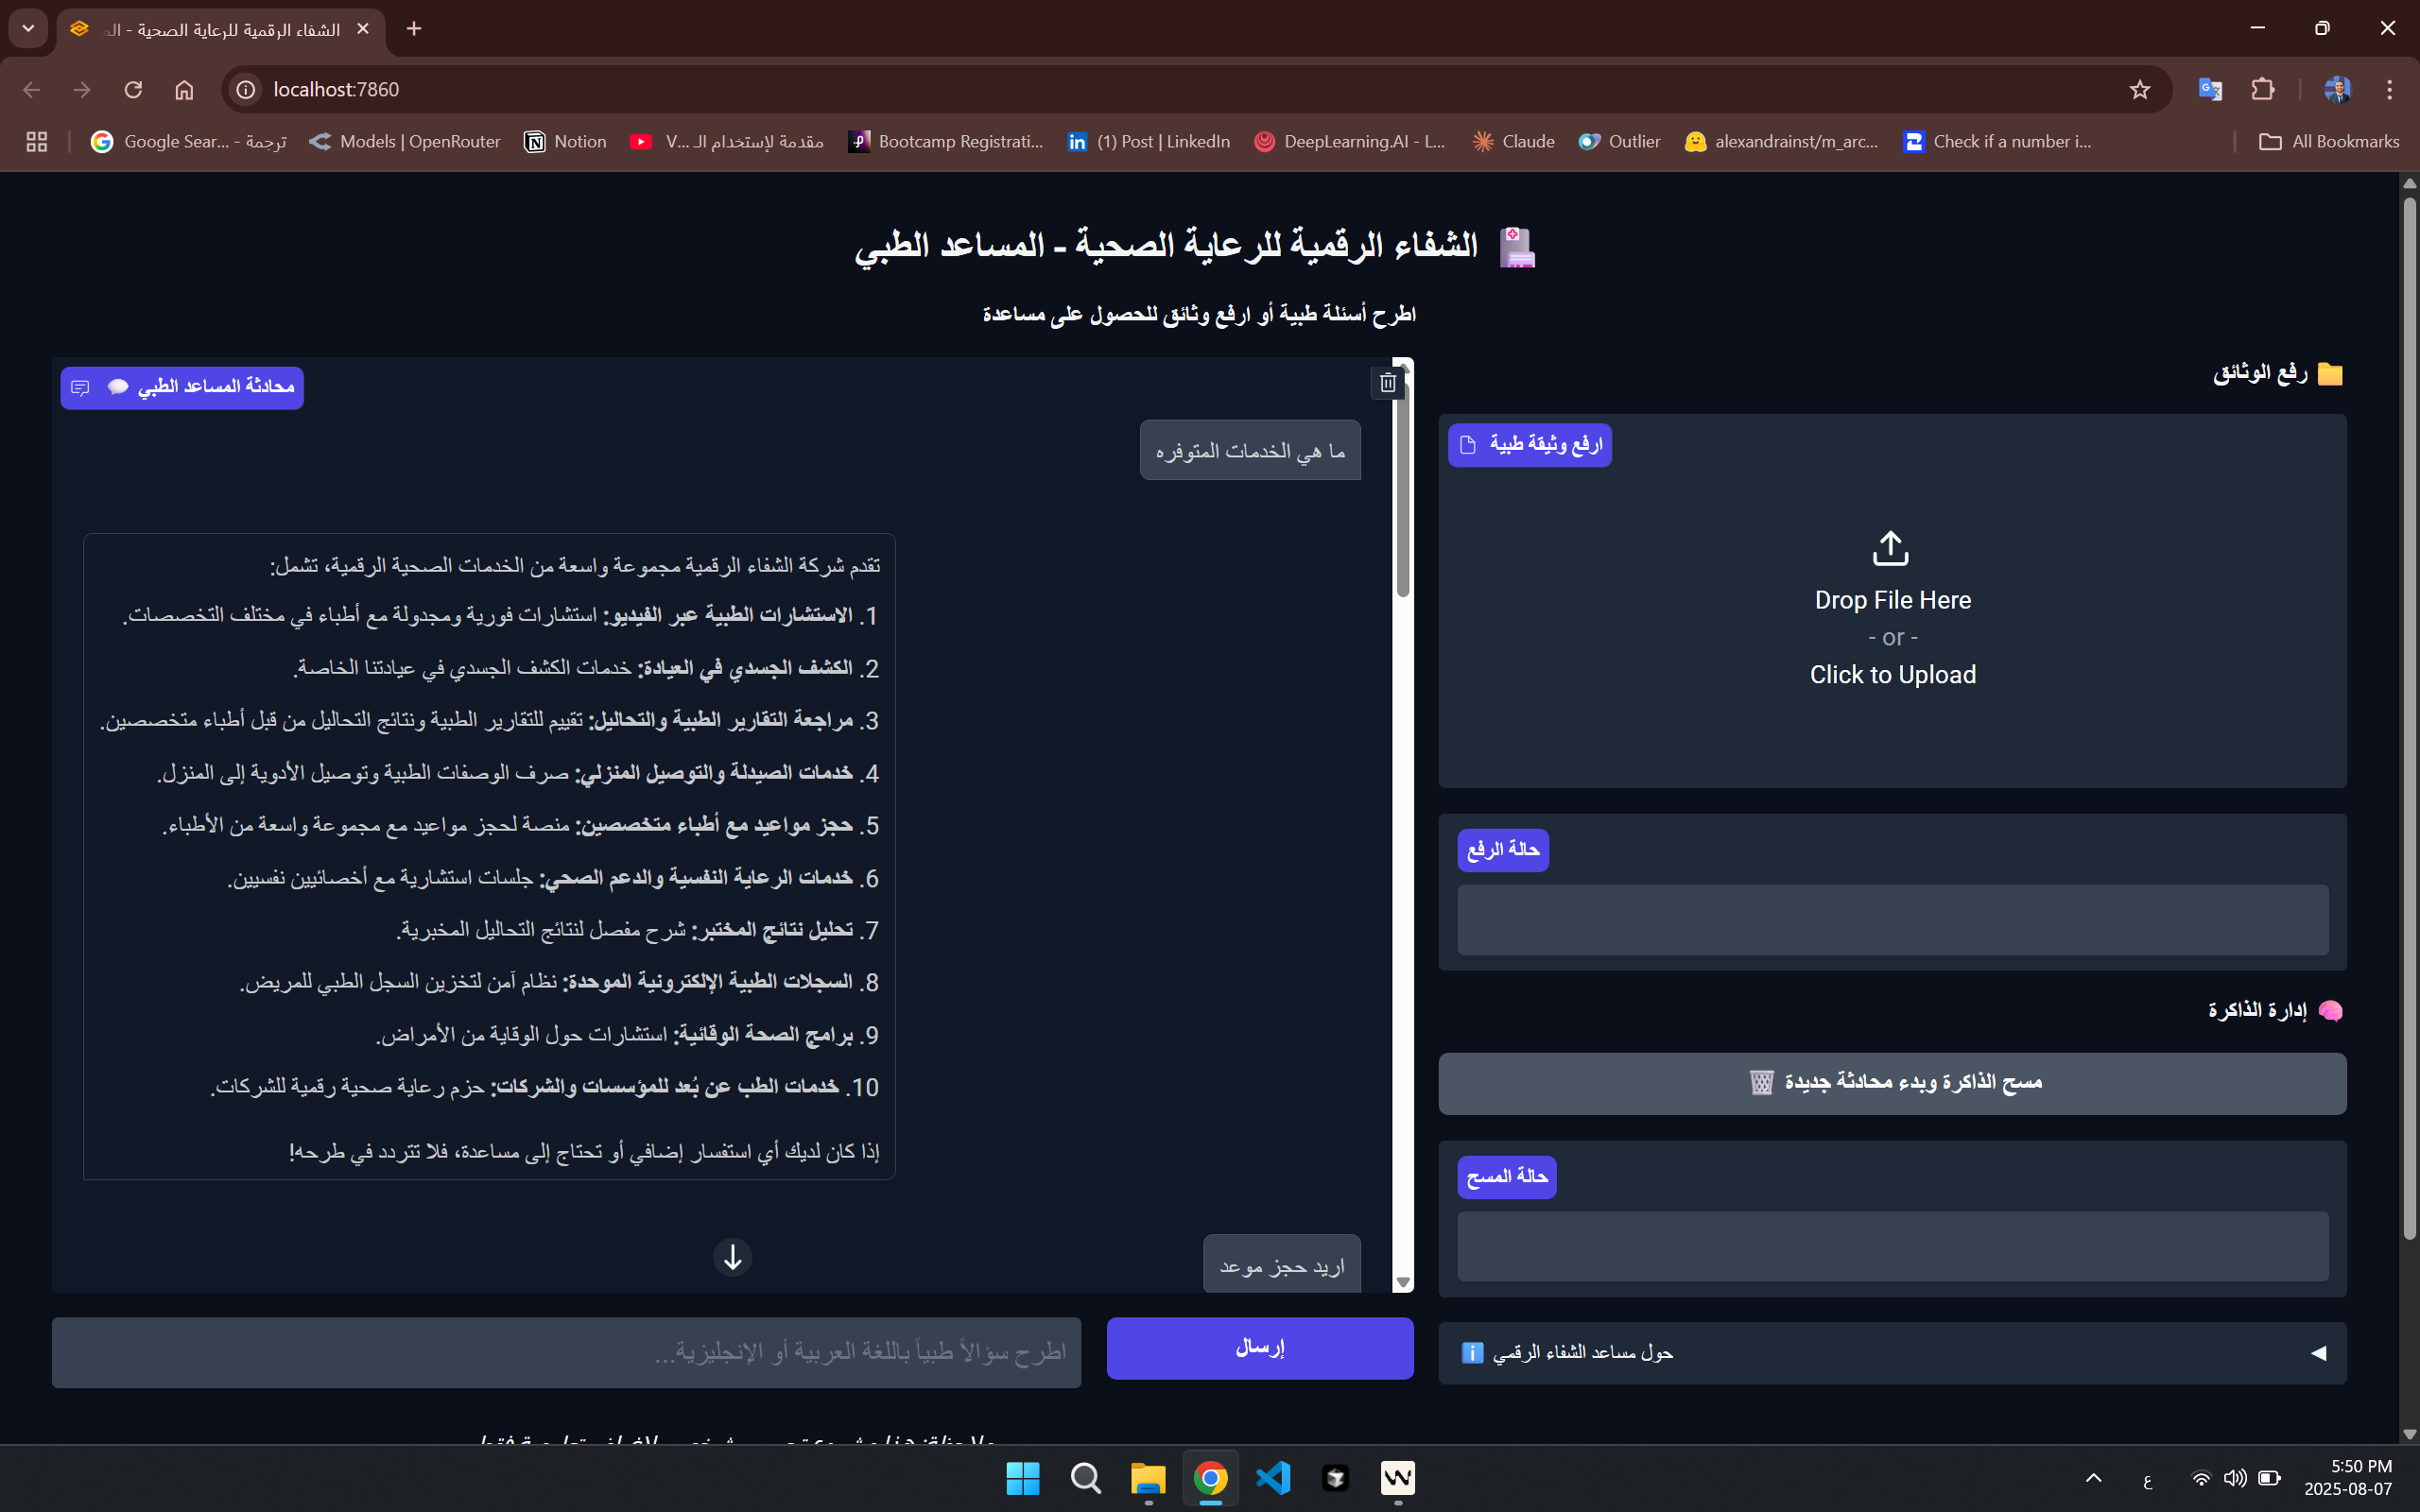 الشفاء الرقمية للرعاية الصحية - الم
localhost:7860
Google Sear... - ترجمة
Models | OpenRouter
Notion
مقدمة لإستخدام الـ V...
Bootcamp Registrati...
(1) Post | LinkedIn
DeepLearning.AI - L...
Claude
Outlier
alexandrainst/m_arc...
Check if a number i...
All Bookmarks
الشفاء الرقمية للرعاية الصحية - المساعد الطبي
اطرح أسئلة طبية أو ارفع وثائق للحصول على مساعدة
رفع الوثائق
ارفع وثيقة طبية
Drop File Here
- or -
Click to Upload
حالة الرفع
إدارة الذاكرة
مسح الذاكرة وبدء محادثة جديدة
حالة المسح
حول مساعد الشفاء الرقمي
محادثة المساعد الطبي
ما هي الخدمات المتوفره
تقدم شركة الشفاء الرقمية مجموعة واسعة من الخدمات الصحية الرقمية، تشمل:
1. الاستشارات الطبية عبر الفيديو: استشارات فورية ومجدولة مع أطباء في مختلف التخصصات.
2. الكشف الجسدي في العيادة: خدمات الكشف الجسدي في عيادتنا الخاصة.
3. مراجعة التقارير الطبية والتحاليل: تقييم للتقارير الطبية ونتائج التحاليل من قبل أطباء متخصصين.
4. خدمات الصيدلة والتوصيل المنزلي: صرف الوصفات الطبية وتوصيل الأدوية إلى المنزل.
5. حجز مواعيد مع أطباء متخصصين: منصة لحجز مواعيد مع مجموعة واسعة من الأطباء.
6. خدمات الرعاية النفسية والدعم الصحي: جلسات استشارية مع أخصائيين نفسيين.
7. تحليل نتائج المختبر: شرح مفصل لنتائج التحاليل المخبرية.
8. السجلات الطبية الإلكترونية الموحدة: نظام آمن لتخزين السجل الطبي للمريض.
9. برامج الصحة الوقائية: استشارات حول الوقاية من الأمراض.
10. خدمات الطب عن بُعد للمؤسسات والشركات: حزم رعاية صحية رقمية للشركات.
إذا كان لديك أي استفسار إضافي أو تحتاج إلى مساعدة، فلا تتردد في طرحه!
اريد حجز موعد
إرسال
اطرح سؤالاً طبياً باللغة العربية أو الإنجليزية...
ع
5:50 PM
2025-08-07